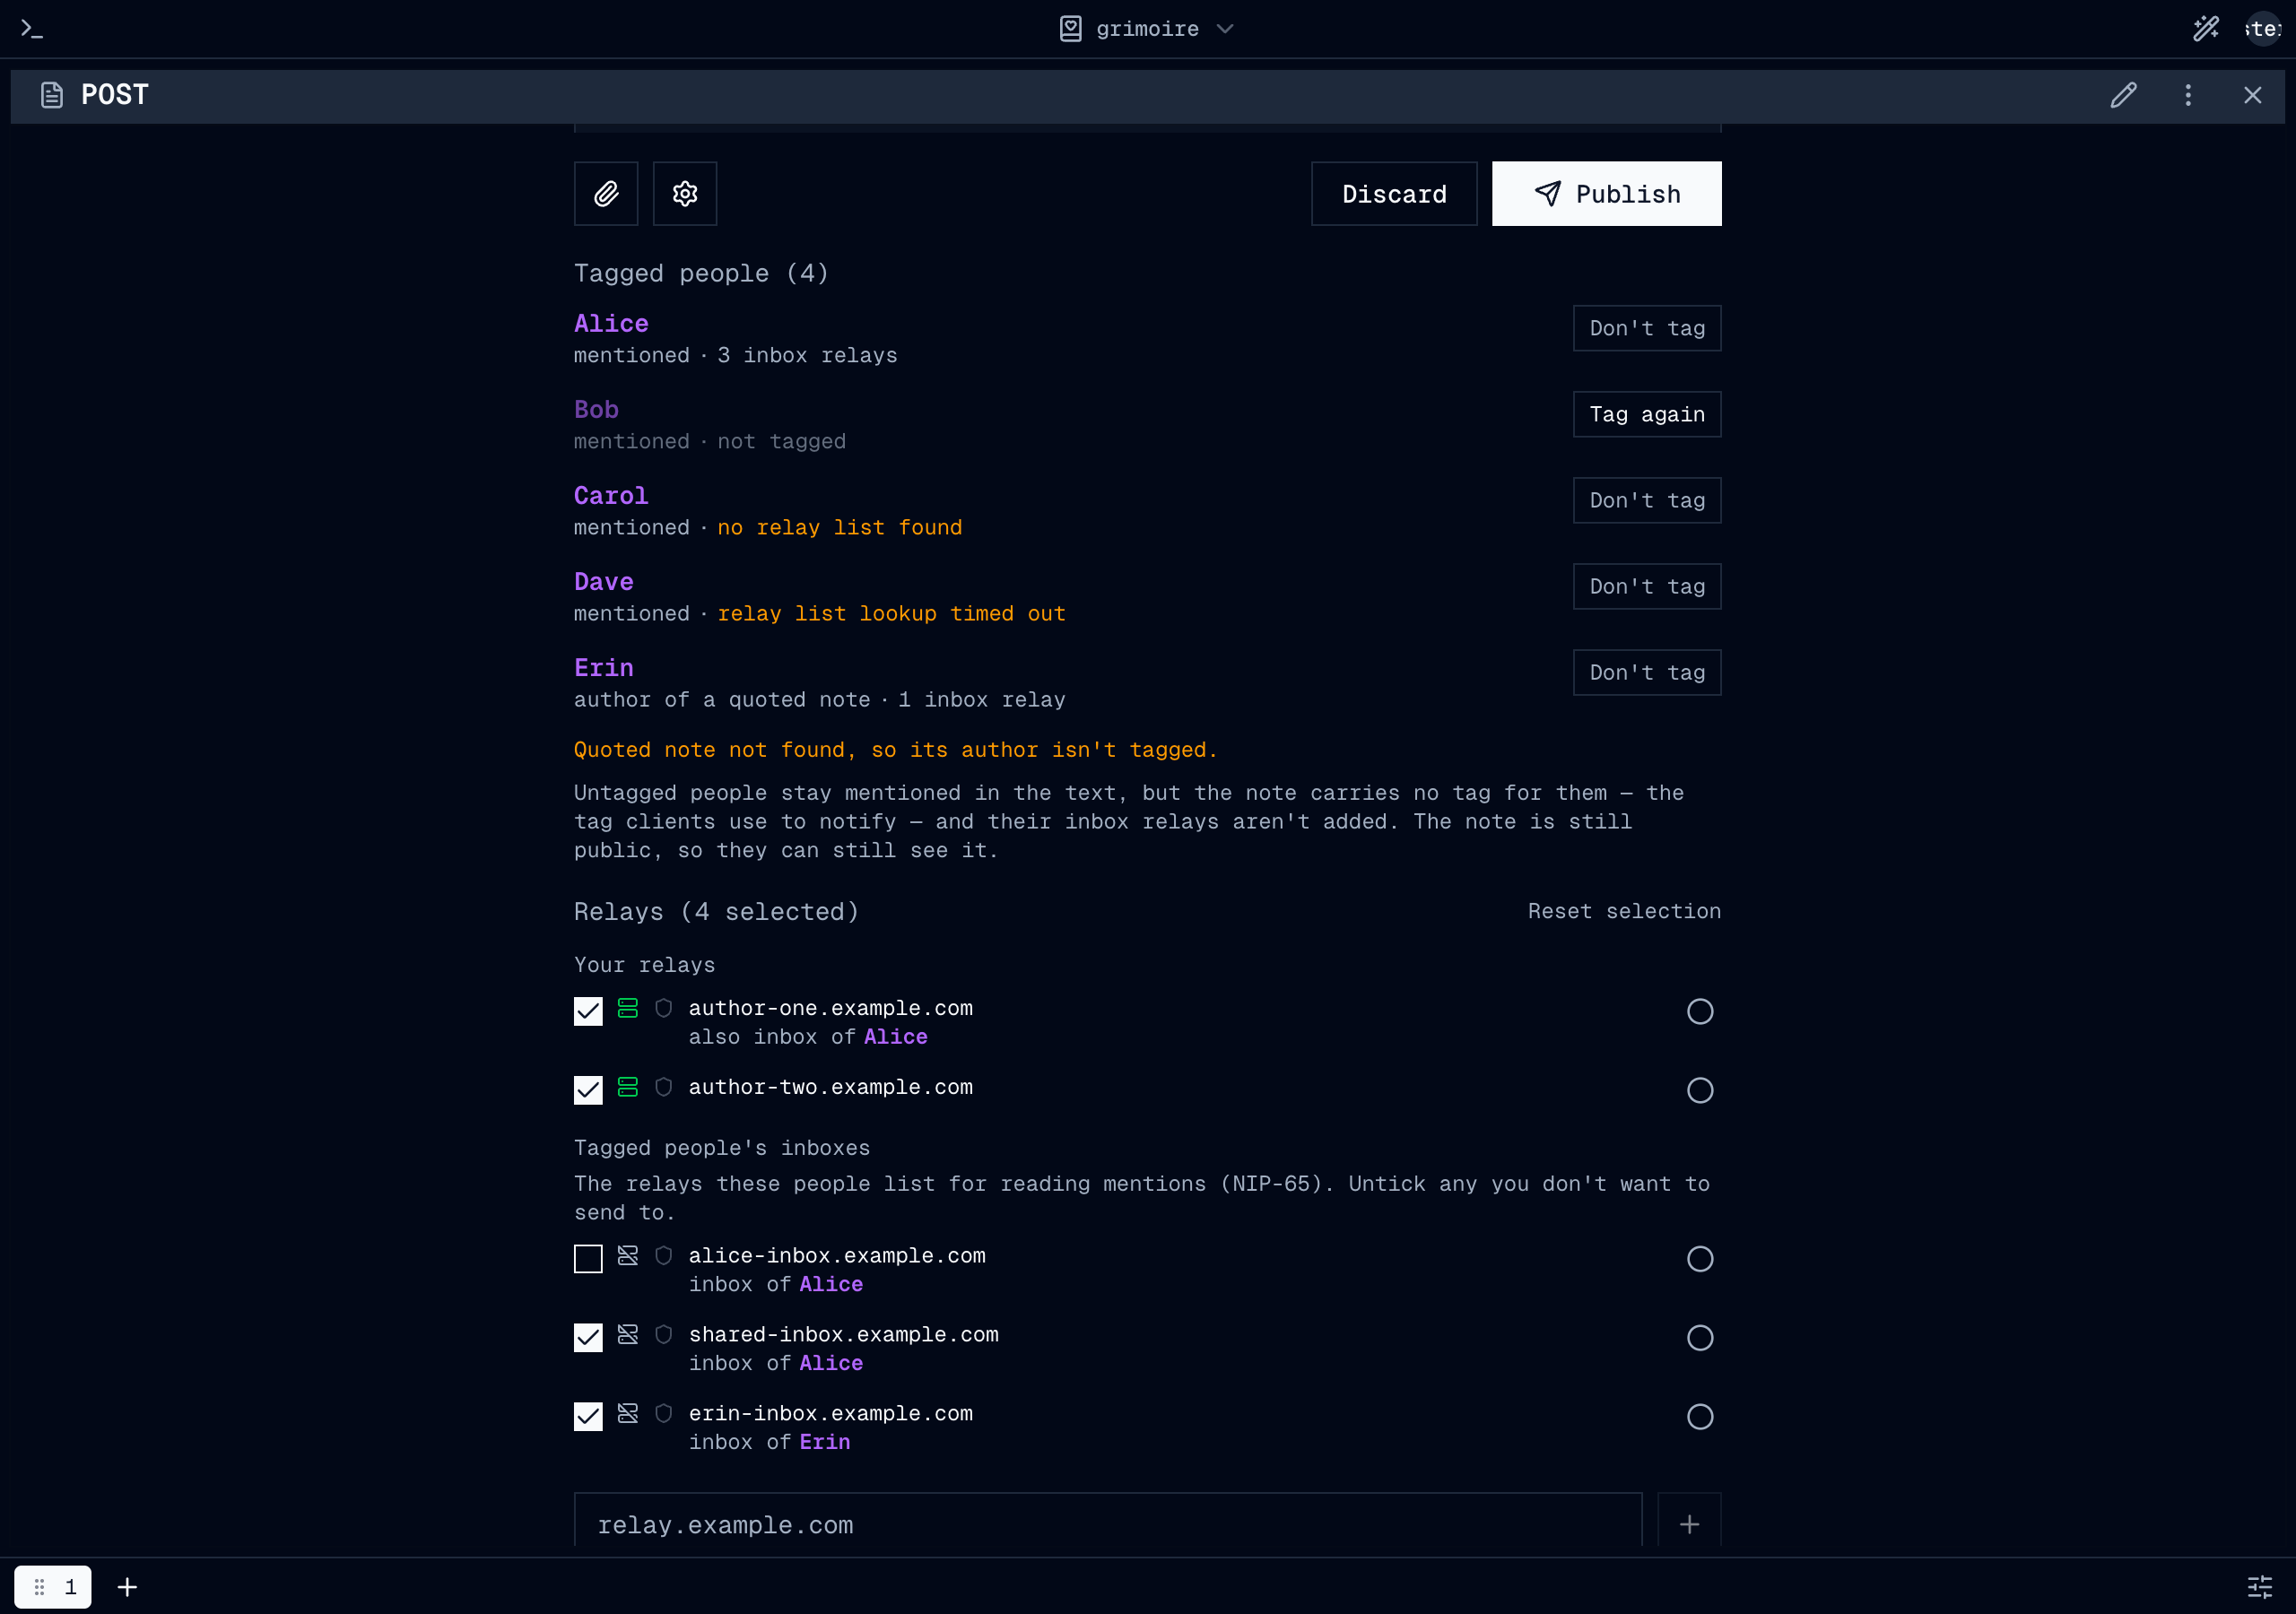 grimoire
POST
Discard
Publish
Tagged people (4)
Alice
Don't tag
mentioned · 3 inbox relays
Bob
Tag again
mentioned · not tagged
Carol
Don't tag
mentioned · no relay list found
Dave
Don't tag
mentioned · relay list lookup timed out
Erin
Don't tag
author of a quoted note · 1 inbox relay
Quoted note not found, so its author isn't tagged.
Untagged people stay mentioned in the text, but the note carries no tag for them — the
tag clients use to notify — and their inbox relays aren't added. The note is still
public, so they can still see it.
Relays (4 selected)
Reset selection
Your relays
author-one.example.com
also inbox of Alice
author-two.example.com
Tagged people's inboxes
The relays these people list for reading mentions (NIP-65). Untick any you don't want to
send to.
alice-inbox.example.com
inbox of Alice
shared-inbox.example.com
inbox of Alice
erin-inbox.example.com
inbox of Erin
relay.example.com
1